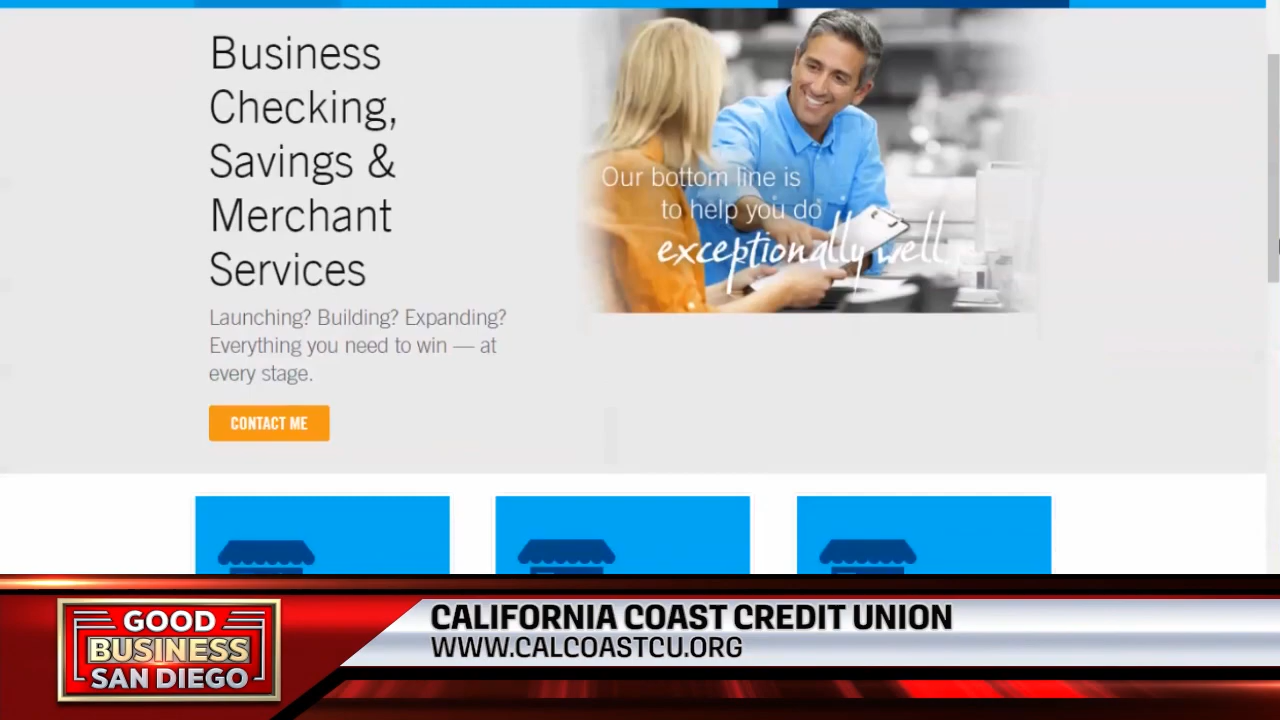 Business
Checking,
Savings &
Merchant
Services
Launching? Building? Expanding?
Everything you need to win — at
every stage.
CONTACT ME
Our bottom line is
to help you do
exceptionally well.
GOOD
BUSINESS
SAN DIEGO
CALIFORNIA COAST CREDIT UNION
WWW.CALCOASTCU.ORG